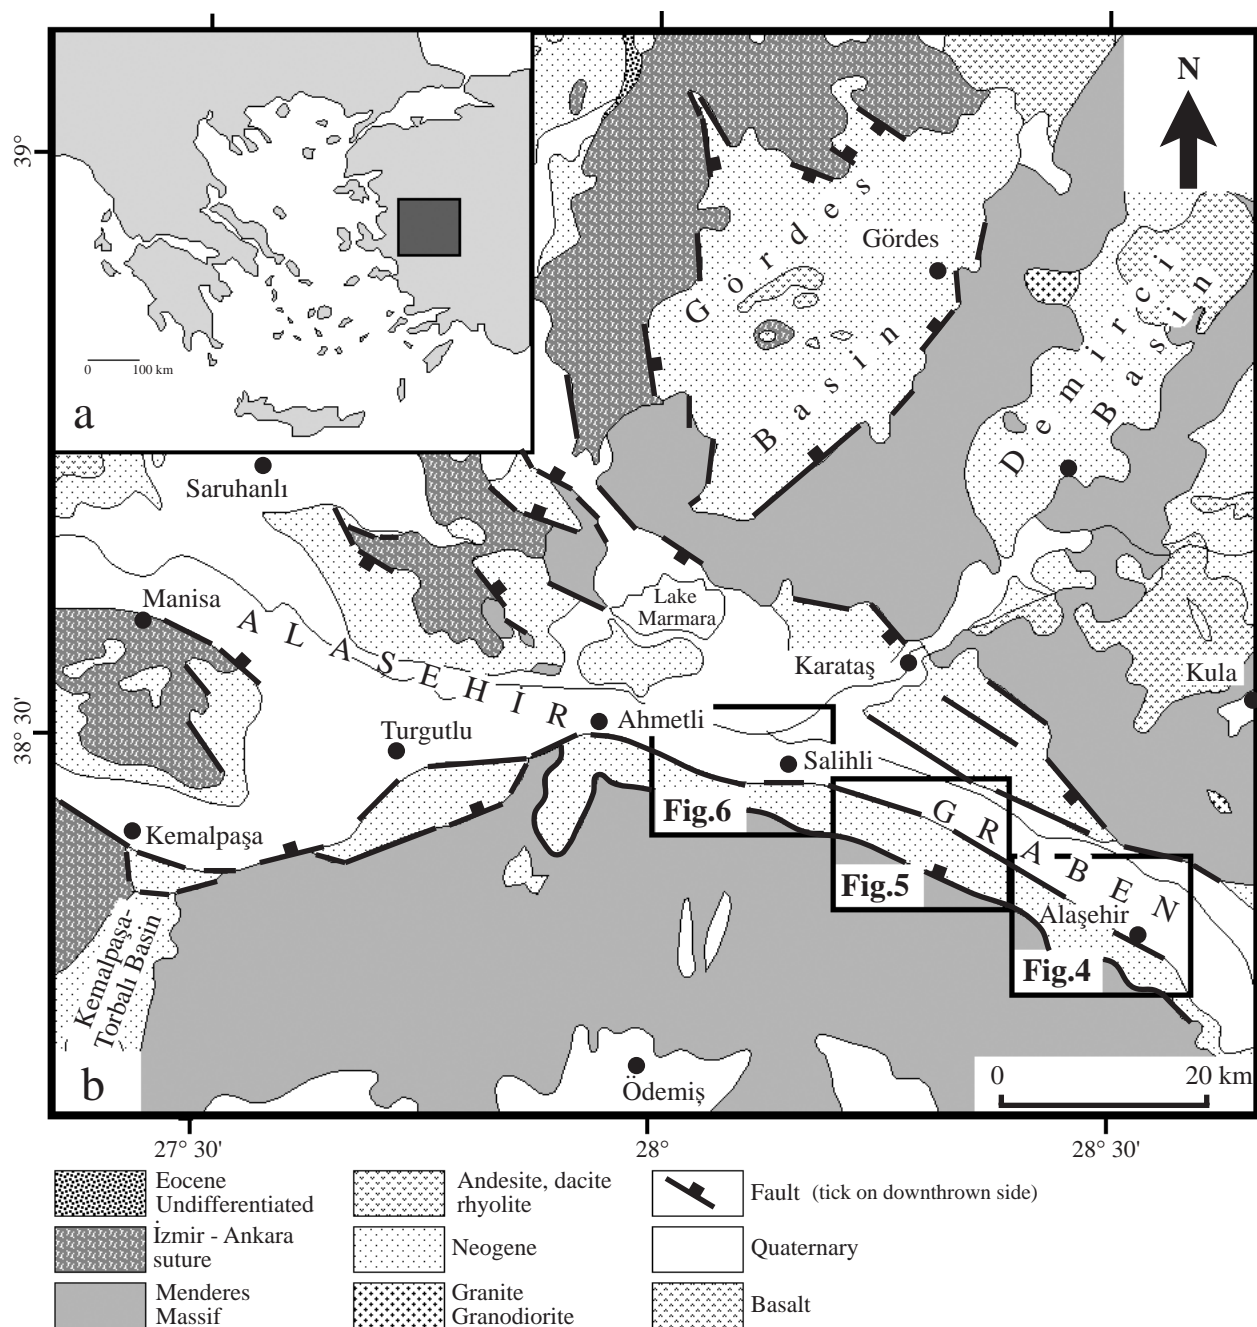 N
39°
38° 30'
0 100 km
a
Gördes
Basin
Gördes
Demirci
Basin
Saruhanlı
Manisa
Lake
Marmara
Karataş
Kula
ALASEHİR
GRABEN
Turgutlu
Ahmetli
Salihli
Kemalpaşa
Fig.6
Fig.5
Fig.4
Alaşehir
Kemalpaşa-
Torbalı Basin
b
Ödemiş
0 20 km
27° 30' 28° 28° 30'
Eocene
Undifferentiated
İzmir - Ankara
suture
Menderes
Massif
Andesite, dacite
rhyolite
Neogene
Granite
Granodiorite
Fault (tick on downthrown side)
Quaternary
Basalt